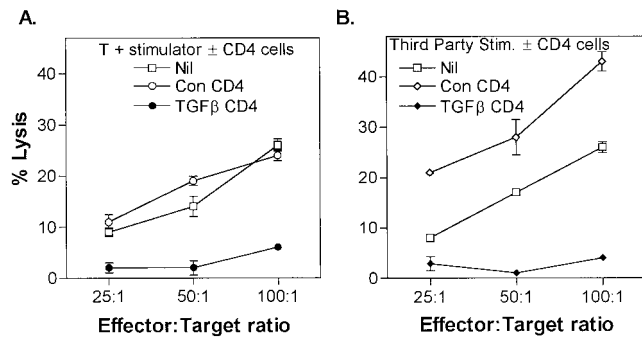 A.
T + stimulator ± CD4 cells
Nil
Con CD4
TGFβ CD4
% Lysis
40
30
20
10
0
25:1
50:1
100:1
Effector:Target ratio
B.
Third Party Stim. ± CD4 cells
Nil
Con CD4
TGFβ CD4
40
30
20
10
0
25:1
50:1
100:1
Effector:Target ratio